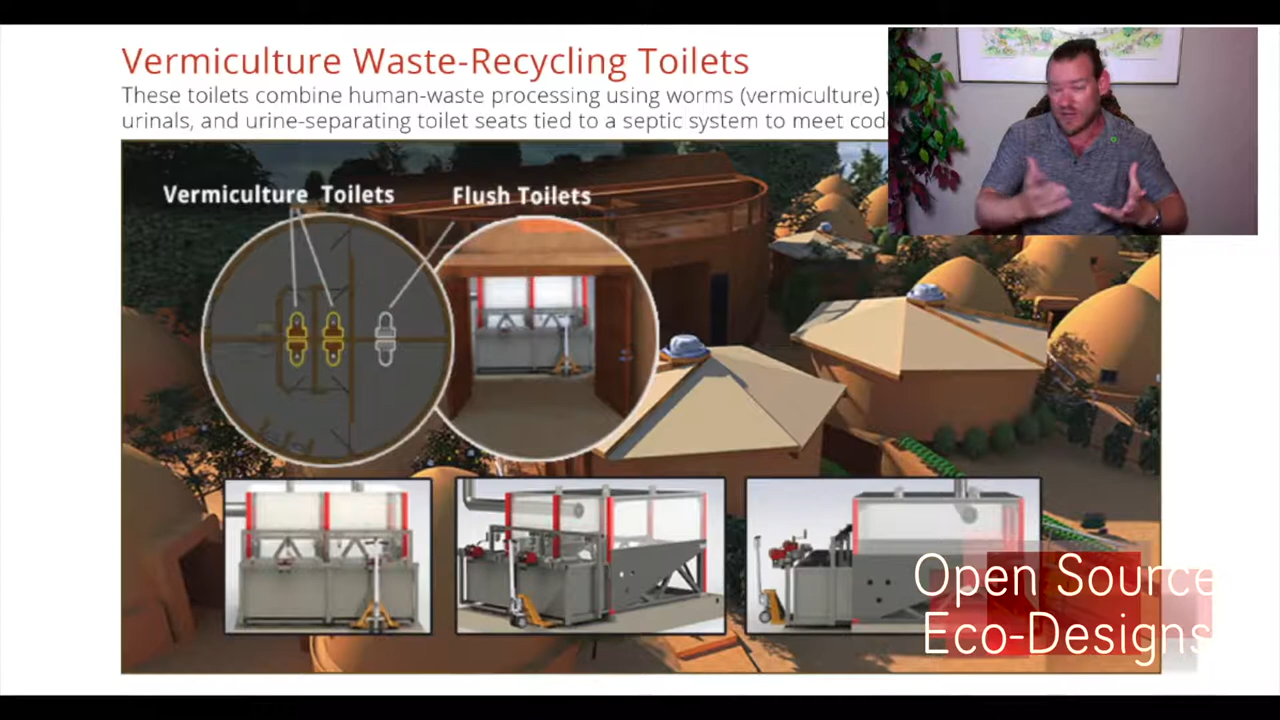 Vermiculture Waste-Recycling Toilets
These toilets combine human-waste processing using worms (vermiculture)
urinals, and urine-separating toilet seats tied to a septic system to meet
Vermiculture Toilets
Flush Toilets
Open Source
Eco-Designs